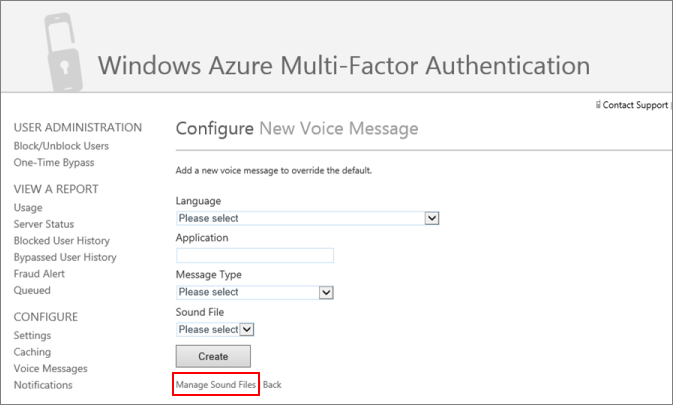 Windows Azure Multi-Factor Authentication
Contact Support |
USER ADMINISTRATION
Block/Unblock Users
One-Time Bypass
VIEW A REPORT
Usage
Server Status
Blocked User History
Bypassed User History
Fraud Alert
Queued
CONFIGURE
Settings
Caching
Voice Messages
Notifications
Configure New Voice Message
Add a new voice message to override the default.
Language
Please select
Application
Message Type
Please select
Sound File
Please select
Create
Manage Sound Files Back